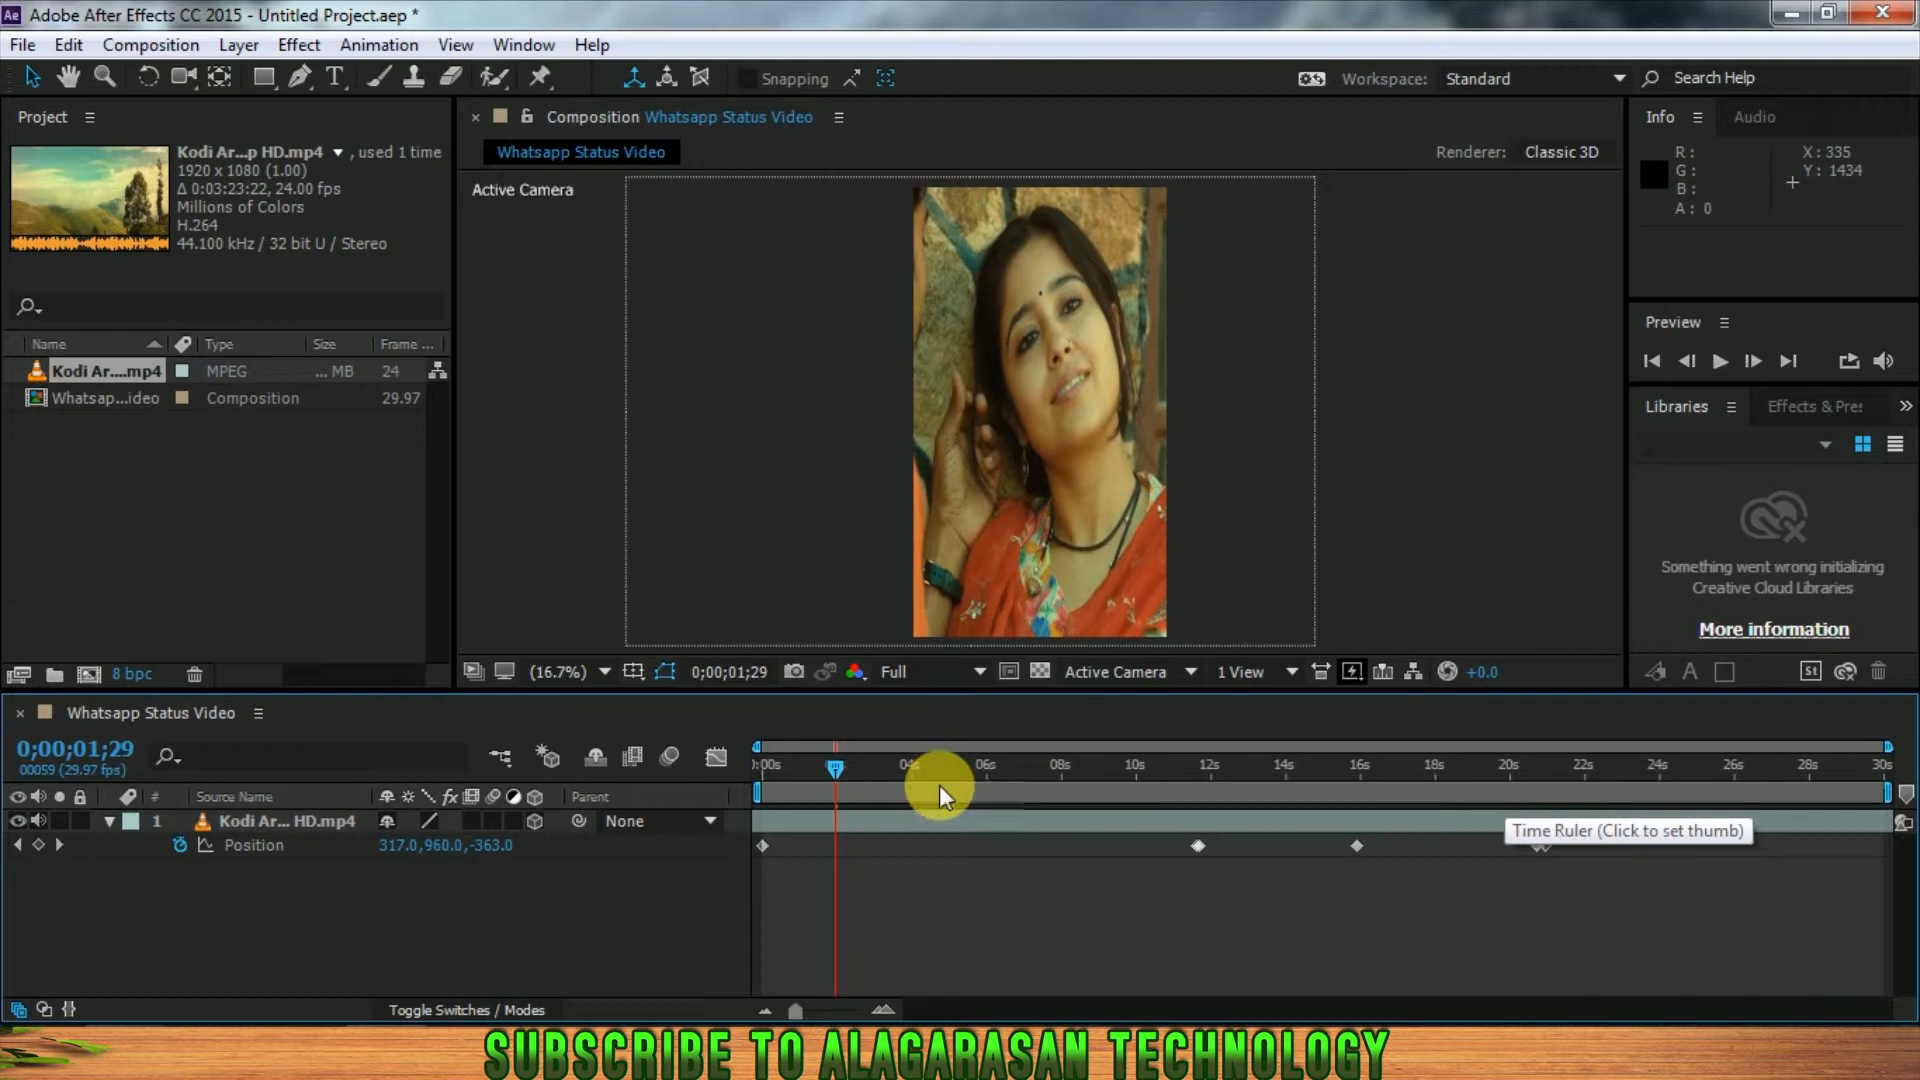 Ae Adobe After Effects CC 2015 - Untitled Project.aep *
File Edit Composition Layer Effect Animation View Window Help
Snapping
Workspace: Standard
Search Help
Project
Kodi Ar...p HD.mp4 , used 1 time
1920 x 1080 (1.00)
Δ 0:03:23:22, 24.00 fps
Millions of Colors
H.264
44.100 kHz / 32 bit U / Stereo
Name Type Size Frame ...
Kodi Ar....mp4 MPEG ... MB 24
Whatsap...ideo Composition 29.97
8 bpc
Composition Whatsapp Status Video
Whatsapp Status Video
Renderer: Classic 3D
Active Camera
(16.7%) 0;00;01;29 Full Active Camera 1 View +0.0
Info Audio
R: X: 335
G: Y: 1434
B:
A: 0
Preview
Libraries Effects & Pres
Something went wrong initializing
Creative Cloud Libraries
More information
St
Whatsapp Status Video
0;00;01;29
00059 (29.97 fps)
):00s 04s 06s 08s 10s 12s 14s 16s 18s 20s 22s 24s 26s 28s 30s
# Source Name fx Parent
1 Kodi Ar... HD.mp4 None
Time Ruler (Click to set thumb)
Position 317.0,960.0,-363.0
Toggle Switches / Modes
SUBSCRIBE TO ALAGARASAN TECHNOLOGY